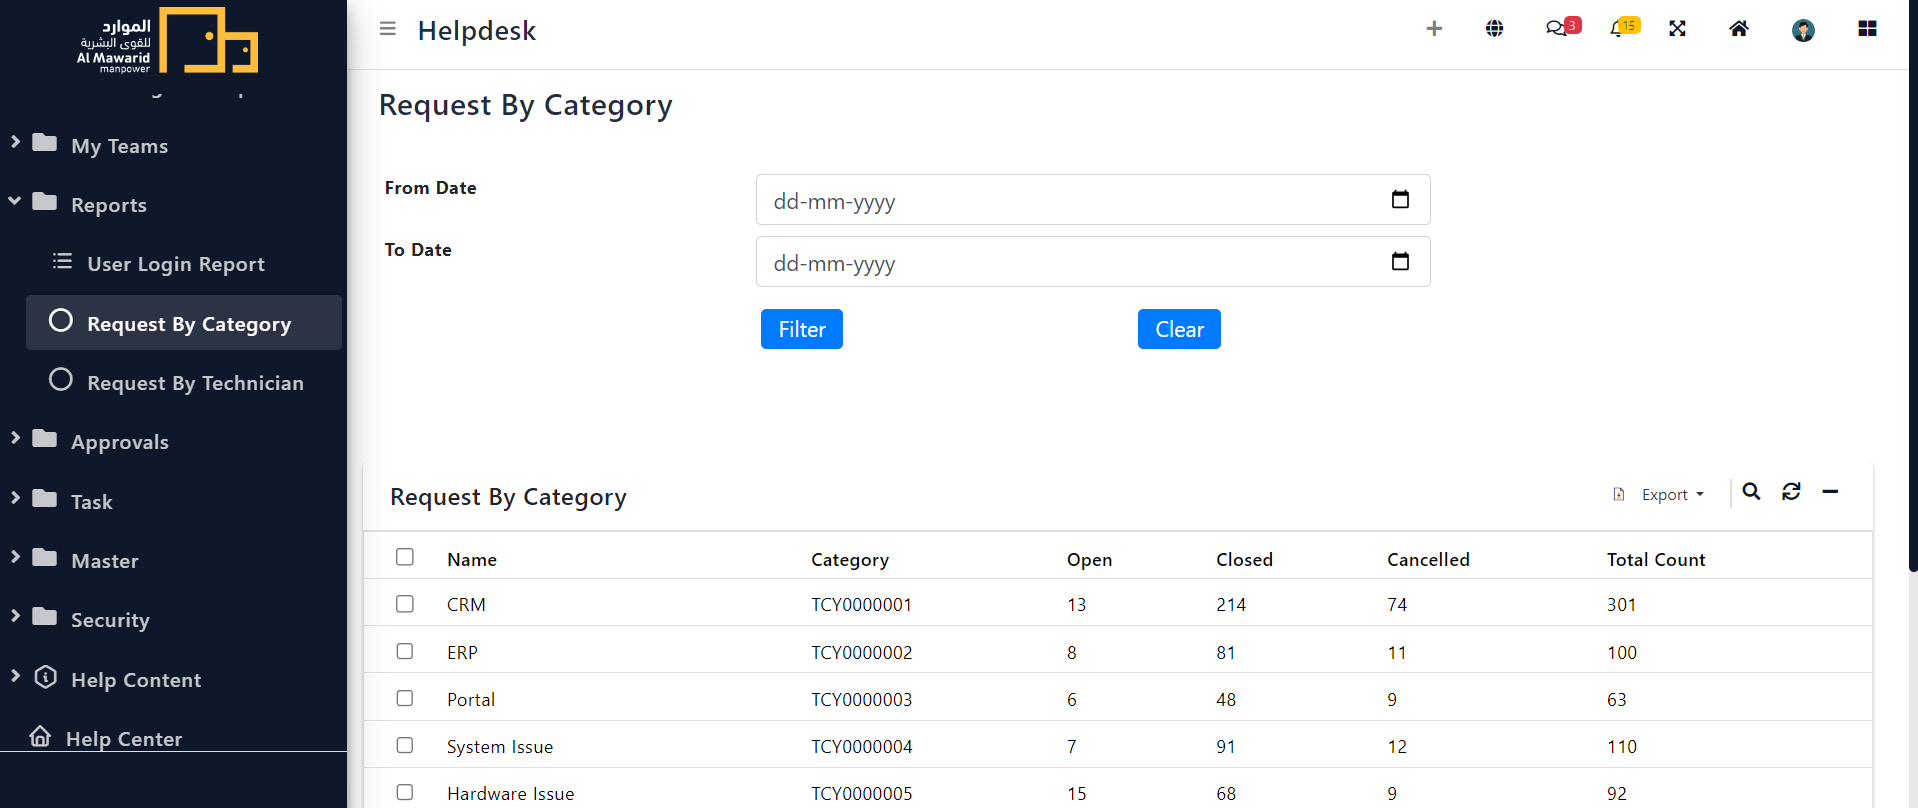 الموارد
للقوى البشرية
Al Mawarid
manpower
My Teams
Reports
User Login Report
Request By Category
Request By Technician
Approvals
Task
Master
Security
Help Content
Help Center
Helpdesk
3
15
Request By Category
From Date
dd-mm-yyyy
To Date
dd-mm-yyyy
Filter Clear
Request By Category
Export
Name Category Open Closed Cancelled Total Count
CRM TCY0000001 13 214 74 301
ERP TCY0000002 8 81 11 100
Portal TCY0000003 6 48 9 63
System Issue TCY0000004 7 91 12 110
Hardware Issue TCY0000005 15 68 9 92